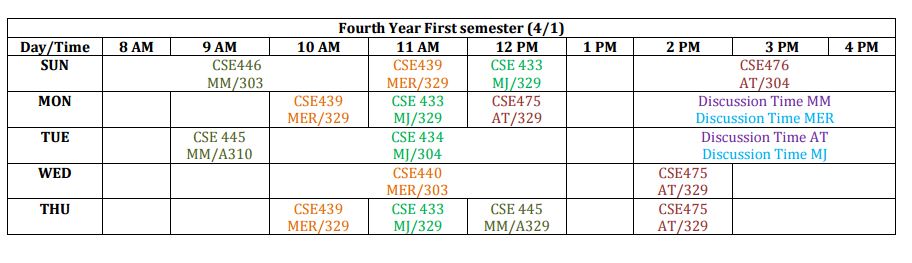 Fourth Year First semester (4/1)
Day/Time 8 AM 9 AM 10 AM 11 AM 12 PM 1 PM 2 PM 3 PM 4 PM
SUN CSE446 CSE439 CSE 433 CSE476
MM/303 MER/329 MJ/329 AT/304
MON CSE439 CSE 433 CSE475 Discussion Time MM
MER/329 MJ/329 AT/329 Discussion Time MER
TUE CSE 445 CSE 434 Discussion Time AT
MM/A310 MJ/304 Discussion Time MJ
WED CSE440 CSE475
MER/303 AT/329
THU CSE439 CSE 433 CSE 445 CSE475
MER/329 MJ/329 MM/A329 AT/329